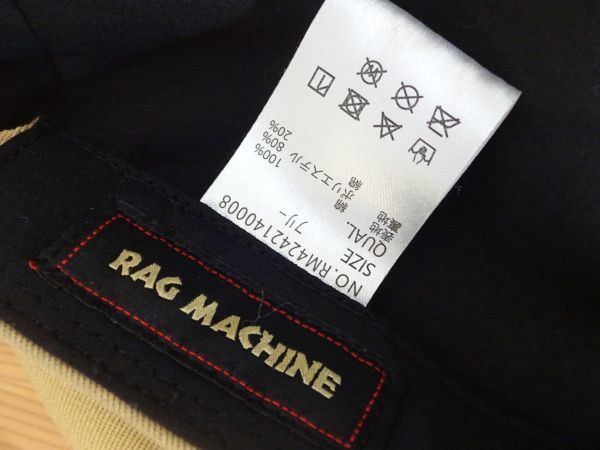 NO.RM4242140008
SIZE フリー
QUAL.
表地 綿 100%
裏地 ポリエステル 80%
綿 20%
RAG MACHINE